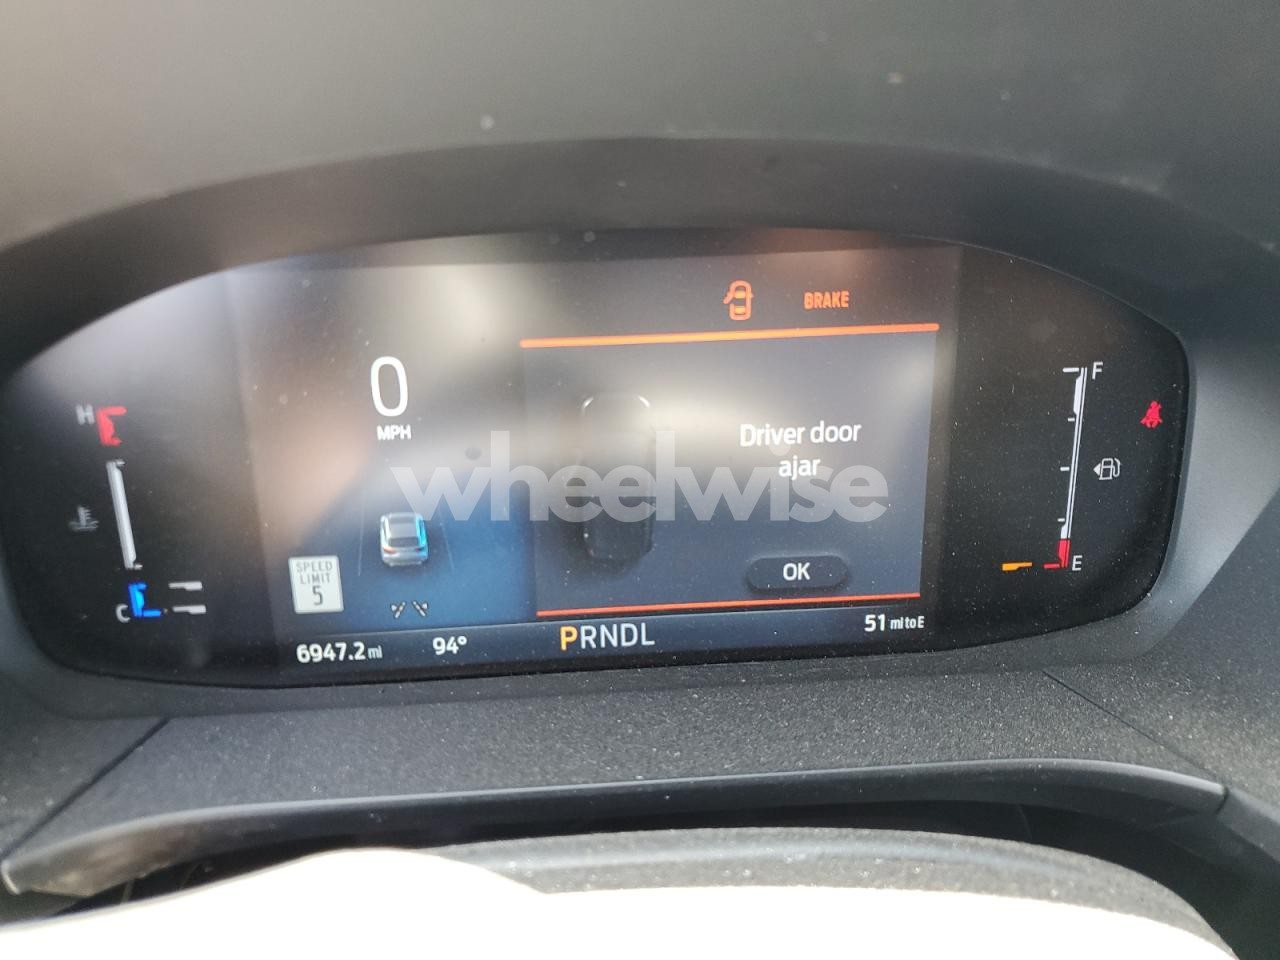 BRAKE
0
MPH
H
F
Driver door
ajar
wheelwise
SPEED
LIMIT
5
OK
C
E
6947.2 mi
94°
PRNDL
51 mi to E